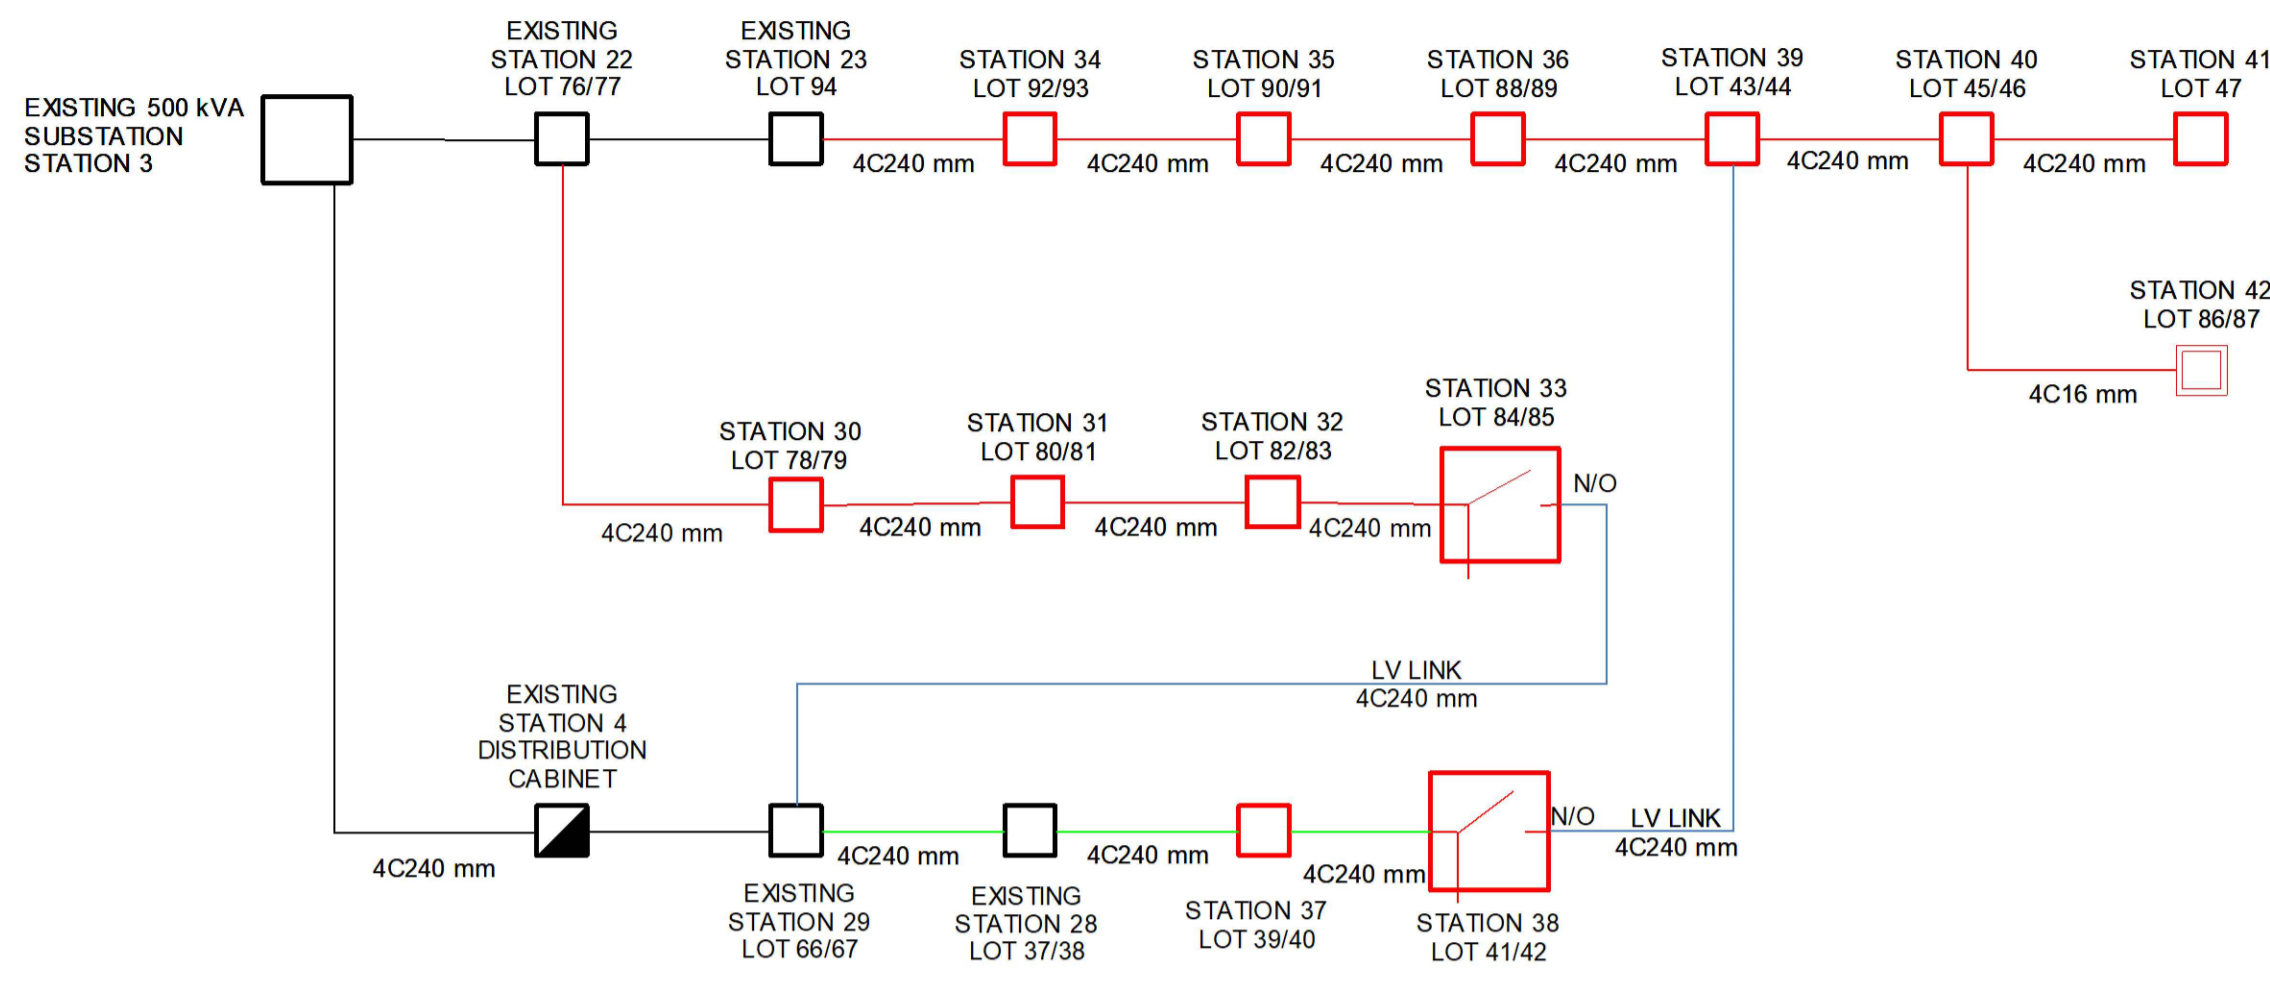 EXISTING 500 kVA
SUBSTATION
STATION 3
EXISTING
STATION 22
LOT 76/77
EXISTING
STATION 23
LOT 94
STATION 34
LOT 92/93
STATION 35
LOT 90/91
STATION 36
LOT 88/89
STATION 39
LOT 43/44
STATION 40
LOT 45/46
STATION 41
LOT 47
4C240 mm
4C240 mm
4C240 mm
4C240 mm
4C240 mm
4C240 mm
STATION 42
LOT 86/87
4C16 mm
STATION 30
LOT 78/79
STATION 31
LOT 80/81
STATION 32
LOT 82/83
STATION 33
LOT 84/85
N/O
4C240 mm
4C240 mm
4C240 mm
4C240 mm
LV LINK
4C240 mm
EXISTING
STATION 4
DISTRIBUTION
CABINET
N/O
LV LINK
4C240 mm
4C240 mm
4C240 mm
4C240 mm
4C240 mm
EXISTING
STATION 29
LOT 66/67
EXISTING
STATION 28
LOT 37/38
STATION 37
LOT 39/40
STATION 38
LOT 41/42